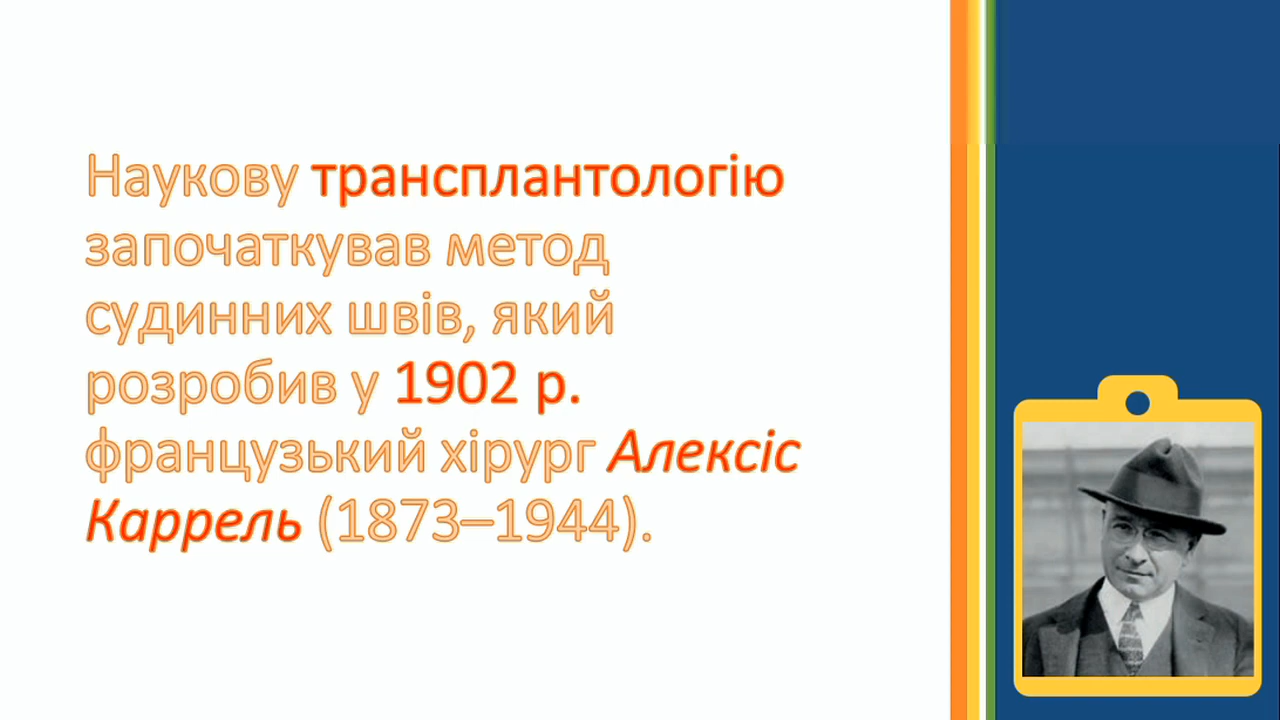 Наукову трансплантологію
започаткував метод
судинних швів, який
розробив у 1902 р.
французький хірург Алексіс
Каррель (1873–1944).